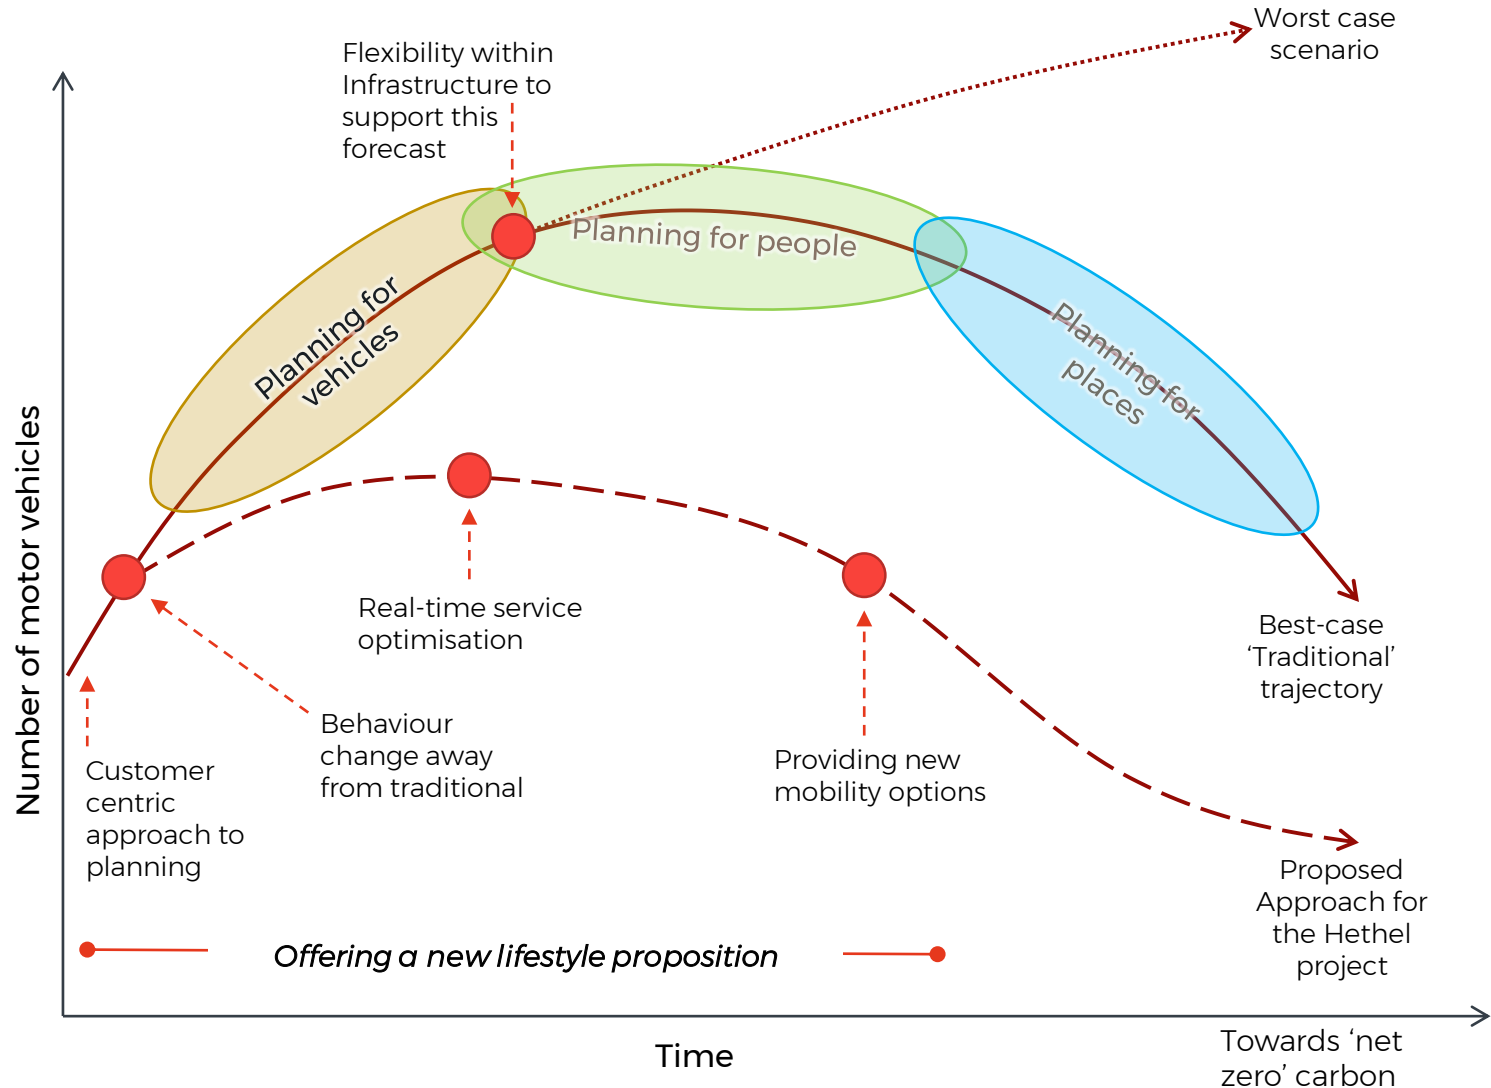 Worst case
scenario
Flexibility within
Infrastructure to
support this
forecast
Planning for people
Planning for
vehicles
Planning for
places
Number of motor vehicles
Real-time service
optimisation
Best-case
‘Traditional’
trajectory
Behaviour
change away
from traditional
Customer
centric
approach to
planning
Providing new
mobility options
Proposed
Approach for
the Hethel
project
Offering a new lifestyle proposition
Time
Towards ‘net
zero’ carbon